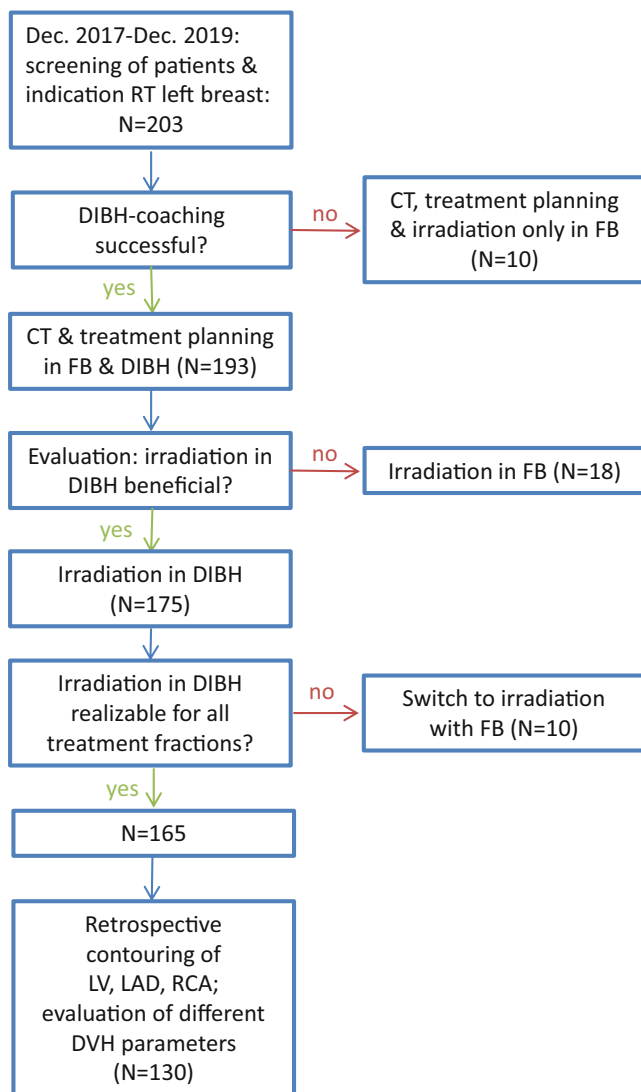 Dec. 2017-Dec. 2019:
screening of patients &
indication RT left breast:
N=203
DIBH-coaching
successful?
no
CT, treatment planning
& irradiation only in FB
(N=10)
yes
CT & treatment planning
in FB & DIBH (N=193)
Evaluation: irradiation in
DIBH beneficial?
no
Irradiation in FB (N=18)
yes
Irradiation in DIBH
(N=175)
Irradiation in DIBH
realizable for all
treatment fractions?
no
Switch to irradiation
with FB (N=10)
yes
N=165
Retrospective
contouring of
LV, LAD, RCA;
evaluation of different
DVH parameters
(N=130)